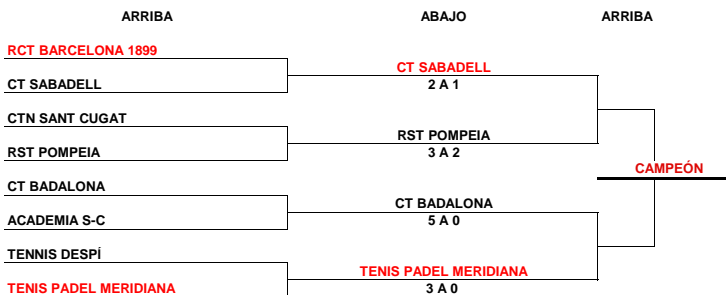 ARRIBA ABAJO ARRIBA
RCT BARCELONA 1899
CT SABADELL
CT SABADELL
2 A 1
CTN SANT CUGAT
RST POMPEIA
RST POMPEIA
3 A 2
CAMPEÓN
CT BADALONA
CT BADALONA
ACADEMIA S-C
5 A 0
TENNIS DESPÍ
TENIS PADEL MERIDIANA
TENIS PADEL MERIDIANA
3 A 0